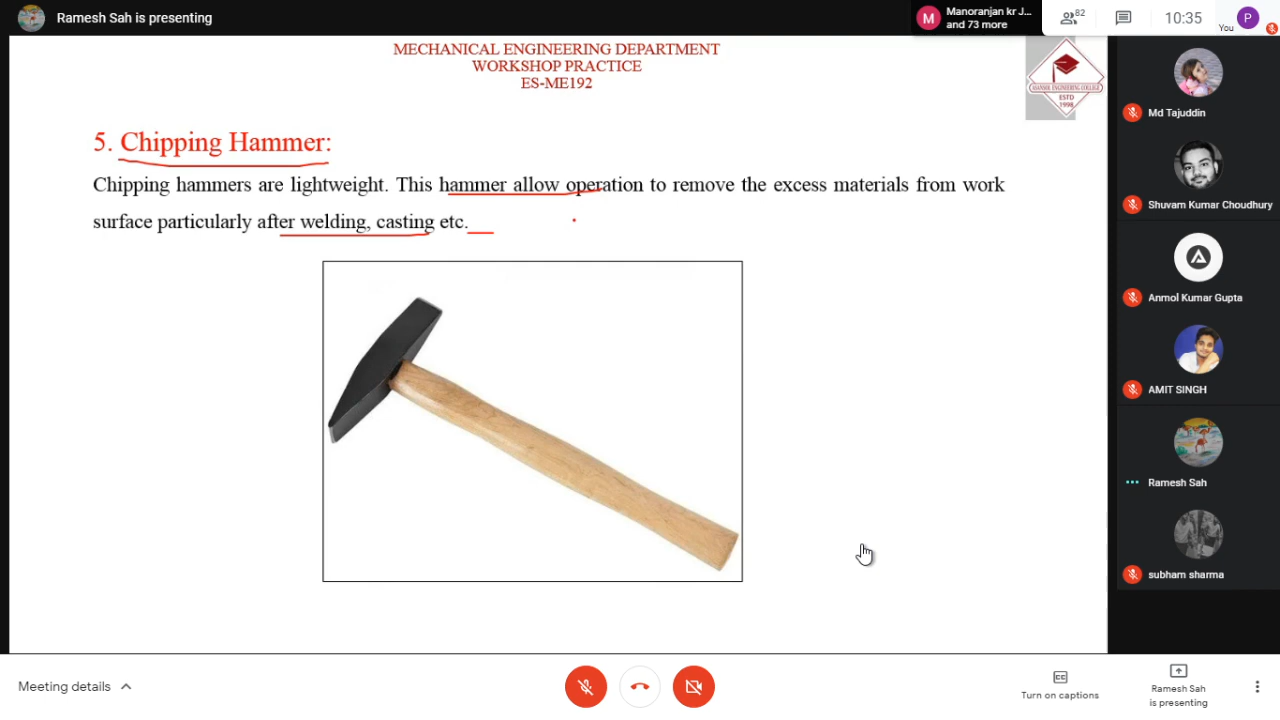 Ramesh Sah is presenting
M
Manoranjan kr J...
and 73 more
82
10:35
You
P
MECHANICAL ENGINEERING DEPARTMENT
WORKSHOP PRACTICE
ES-ME192
ESTD
1998
5. Chipping Hammer:
Chipping hammers are lightweight. This hammer allow operation to remove the excess materials from work
surface particularly after welding, casting etc.
Md Tajuddin
Shuvam Kumar Choudhury
Anmol Kumar Gupta
AMIT SINGH
Ramesh Sah
subham sharma
Meeting details
CC
Turn on captions
Ramesh Sah
is presenting